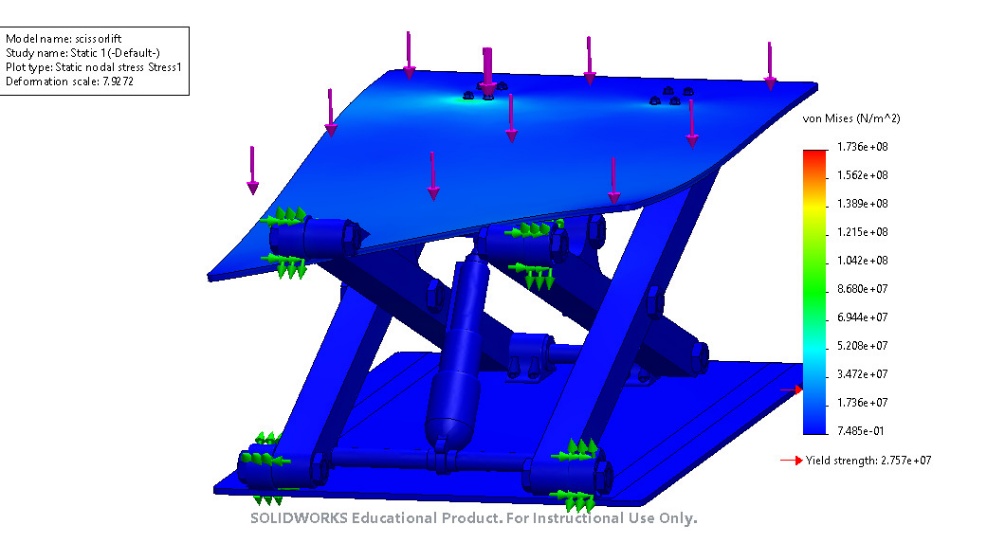 Model name: scissorlift
Study name: Static 1(-Default-)
Plot type: Static nodal stress Stress1
Deformation scale: 7.9272
von Mises (N/m^2)
1.736e+08
1.562e+08
1.389e+08
1.215e+08
1.042e+08
8.680e+07
6.944e+07
5.208e+07
3.472e+07
1.736e+07
7.485e-01
Yield strength: 2.757e+07
SOLIDWORKS Educational Product. For Instructional Use Only.